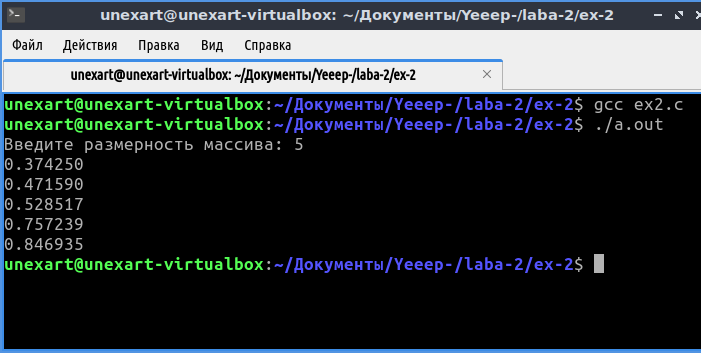 unexart@unexart-virtualbox: ~/Документы/Yeeep-/laba-2/ex-2
Файл Действия Правка Вид Справка
unexart@unexart-virtualbox: ~/Документы/Yeeep-/laba-2/ex-2
unexart@unexart-virtualbox:~/Документы/Yeeep-/laba-2/ex-2$ gcc ex2.c
unexart@unexart-virtualbox:~/Документы/Yeeep-/laba-2/ex-2$ ./a.out
Введите размерность массива: 5
0.374250
0.471590
0.528517
0.757239
0.846935
unexart@unexart-virtualbox:~/Документы/Yeeep-/laba-2/ex-2$